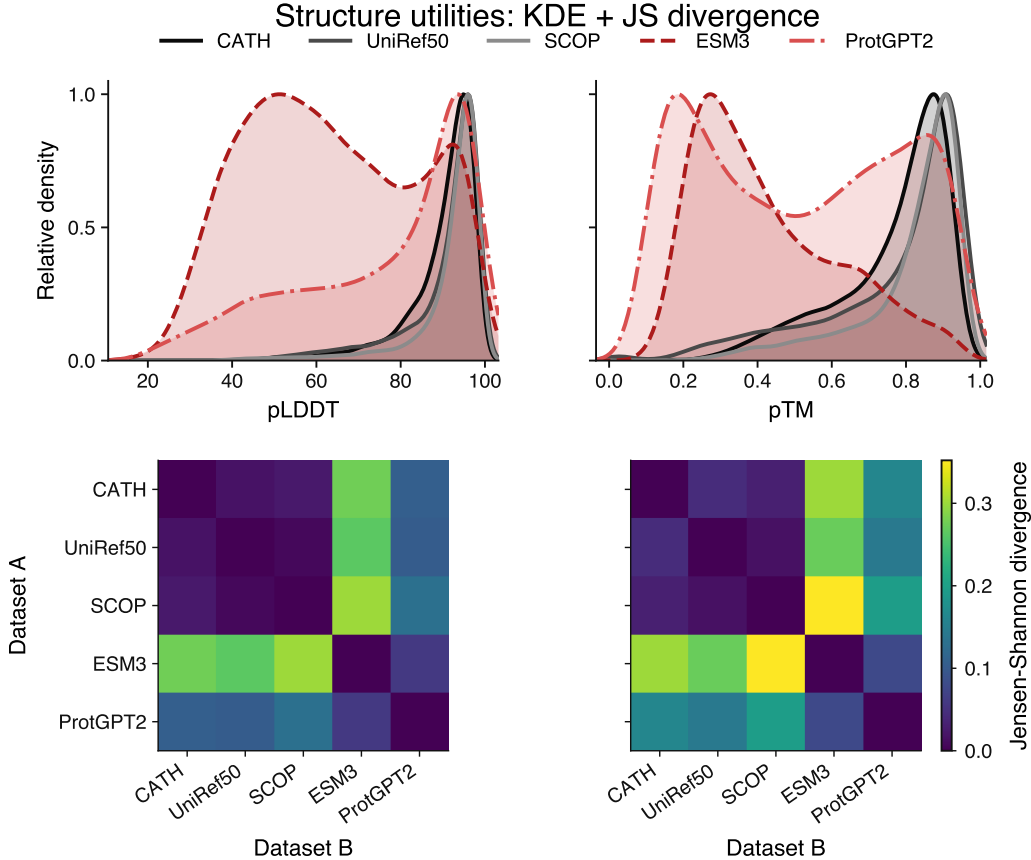 Structure utilities: KDE + JS divergence
CATH UniRef50 SCOP ESM3 ProtGPT2
Relative density
1.0
0.5
0.0
20 40 60 80 100
pLDDT
0.0 0.2 0.4 0.6 0.8 1.0
pTM
Dataset A
CATH
UniRef50
SCOP
ESM3
ProtGPT2
CATH UniRef50 SCOP ESM3 ProtGPT2
Dataset B
CATH UniRef50 SCOP ESM3 ProtGPT2
Dataset B
0.3
0.2
0.1
0.0
Jensen-Shannon divergence